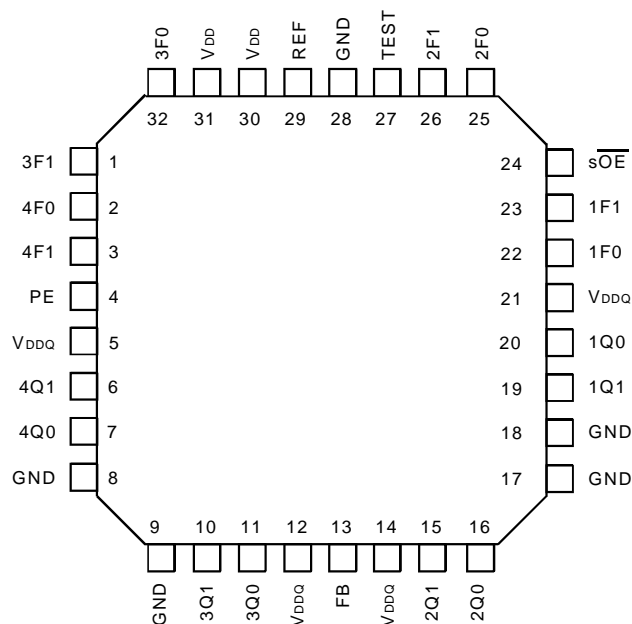 3F0 VDD VDD REF GND TEST 2F1 2F0
32 31 30 29 28 27 26 25
3F1 1 24 sO̅E̅
4F0 2 23 1F1
4F1 3 22 1F0
PE 4 21 VDDQ
VDDQ 5 20 1Q0
4Q1 6 19 1Q1
4Q0 7 18 GND
GND 8 17 GND
9 10 11 12 13 14 15 16
GND 3Q1 3Q0 VDDQ FB VDDQ 2Q1 2Q0